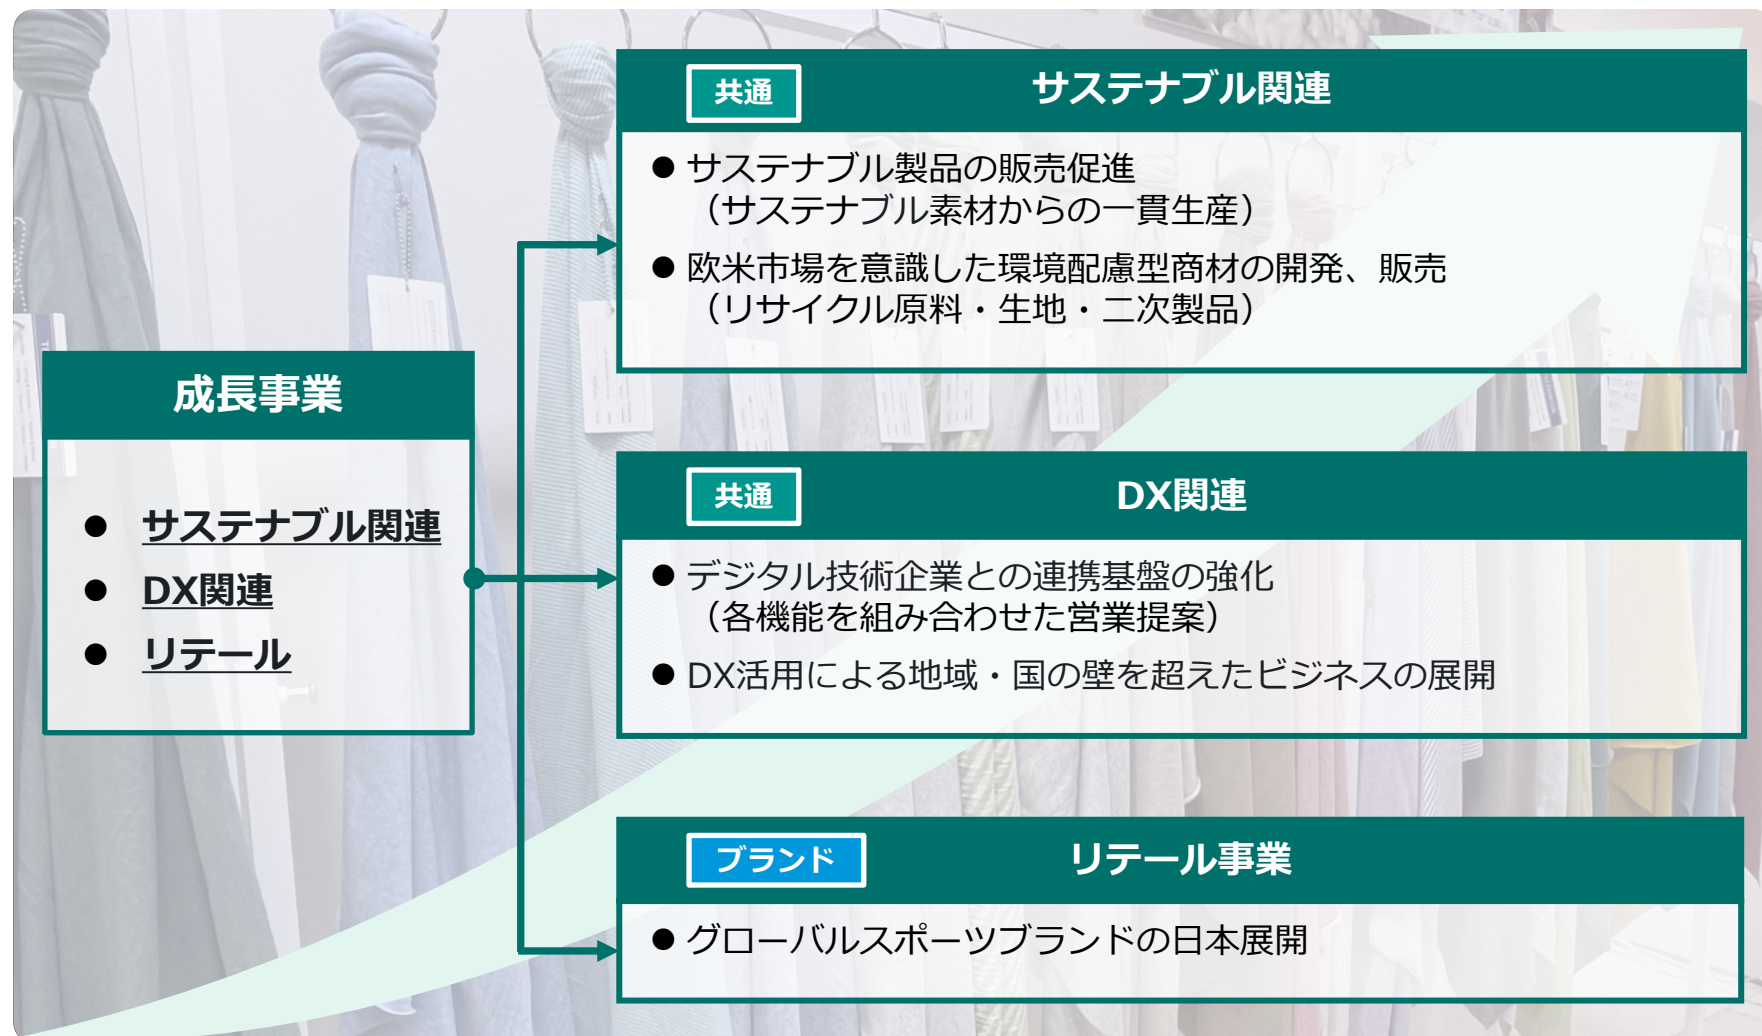 成長事業
● サステナブル関連
● DX関連
● リテール
共通
サステナブル関連
● サステナブル製品の販売促進
（サステナブル素材からの一貫生産）
● 欧米市場を意識した環境配慮型商材の開発、販売
（リサイクル原料・生地・二次製品）
共通
DX関連
● デジタル技術企業との連携基盤の強化
（各機能を組み合わせた営業提案）
● DX活用による地域・国の壁を超えたビジネスの展開
ブランド
リテール事業
● グローバルスポーツブランドの日本展開